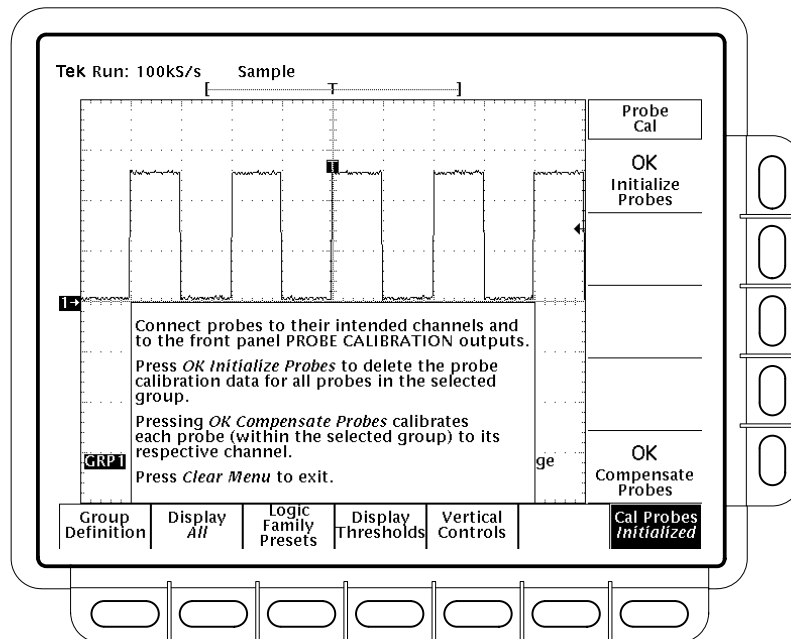 Tek Run: 100kS/s Sample
T
Probe
Cal
OK
Initialize
Probes
T
1→
Connect probes to their intended channels and
to the front panel PROBE CALIBRATION outputs.
Press OK Initialize Probes to delete the probe
calibration data for all probes in the selected
group.
Pressing OK Compensate Probes calibrates
each probe (within the selected group) to its
respective channel.
Press Clear Menu to exit.
GRP1
ge
OK
Compensate
Probes
Group
Definition
Display
All
Logic
Family
Presets
Display
Thresholds
Vertical
Controls
Cal Probes
Initialized